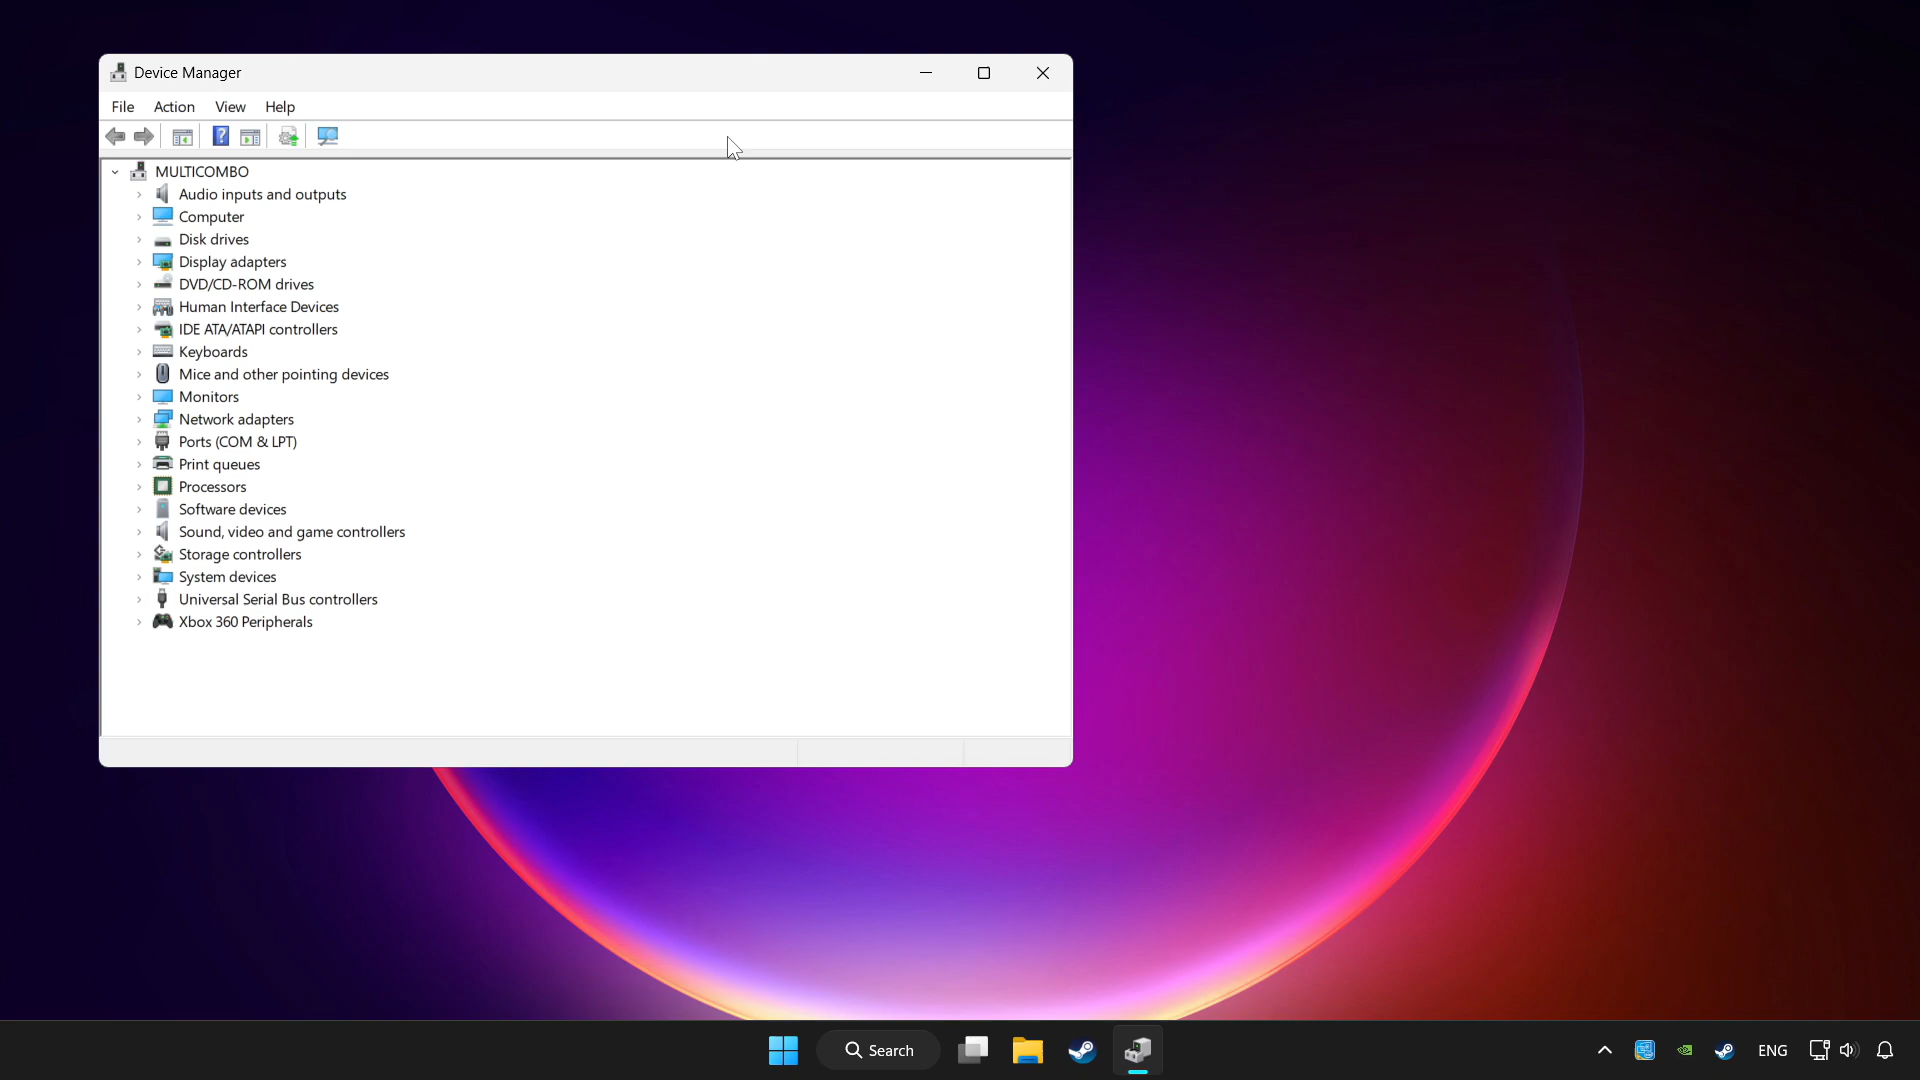 Device Manager
File Action View Help
MULTICOMBO
Audio inputs and outputs
Computer
Disk drives
Display adapters
DVD/CD-ROM drives
Human Interface Devices
IDE ATA/ATAPI controllers
Keyboards
Mice and other pointing devices
Monitors
Network adapters
Ports (COM & LPT)
Print queues
Processors
Software devices
Sound, video and game controllers
Storage controllers
System devices
Universal Serial Bus controllers
Xbox 360 Peripherals
Search
ENG